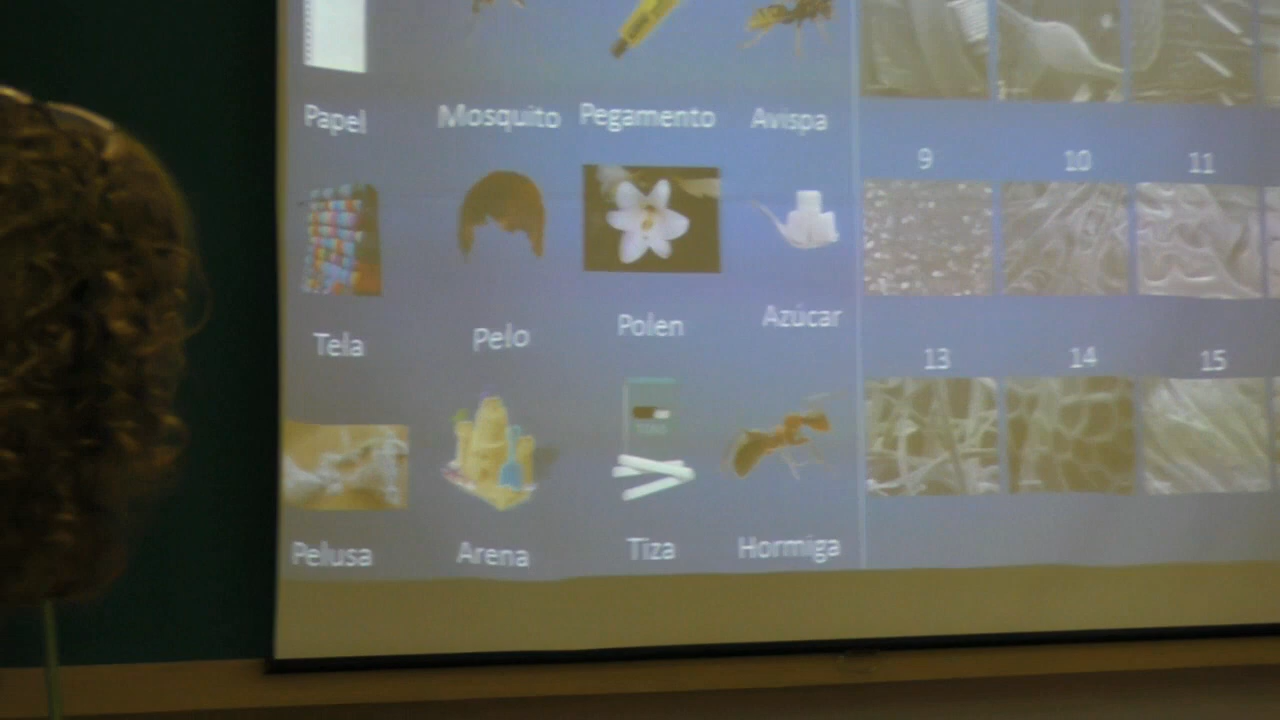 Papel Mosquito Pegamento Avispa
9 10 11
Tela Pelo Polen Azúcar
13 14 15
Pelusa Arena Tiza Hormiga